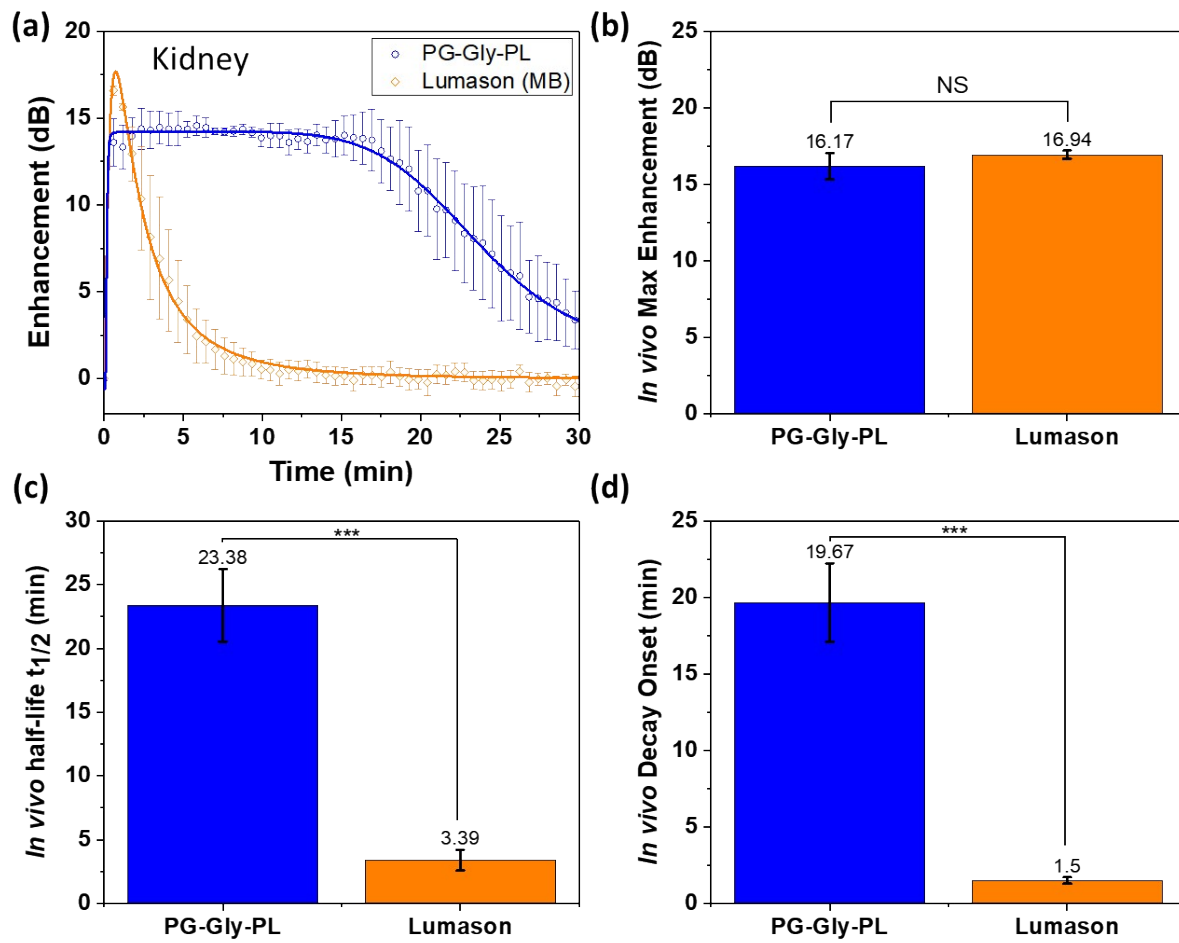 (a)
20
15
10
5
0
Enhancement (dB)
Kidney
PG-Gly-PL
Lumason (MB)
0 5 10 15 20 25 30
Time (min)
(b)
25
20
15
10
5
0
In vivo Max Enhancement (dB)
NS
16.17 16.94
PG-Gly-PL Lumason
(c)
30
25
20
15
10
5
0
In vivo half-life t1/2 (min)
***
23.38
3.39
PG-Gly-PL Lumason
(d)
25
20
15
10
5
0
In vivo Decay Onset (min)
***
19.67
1.5
PG-Gly-PL Lumason